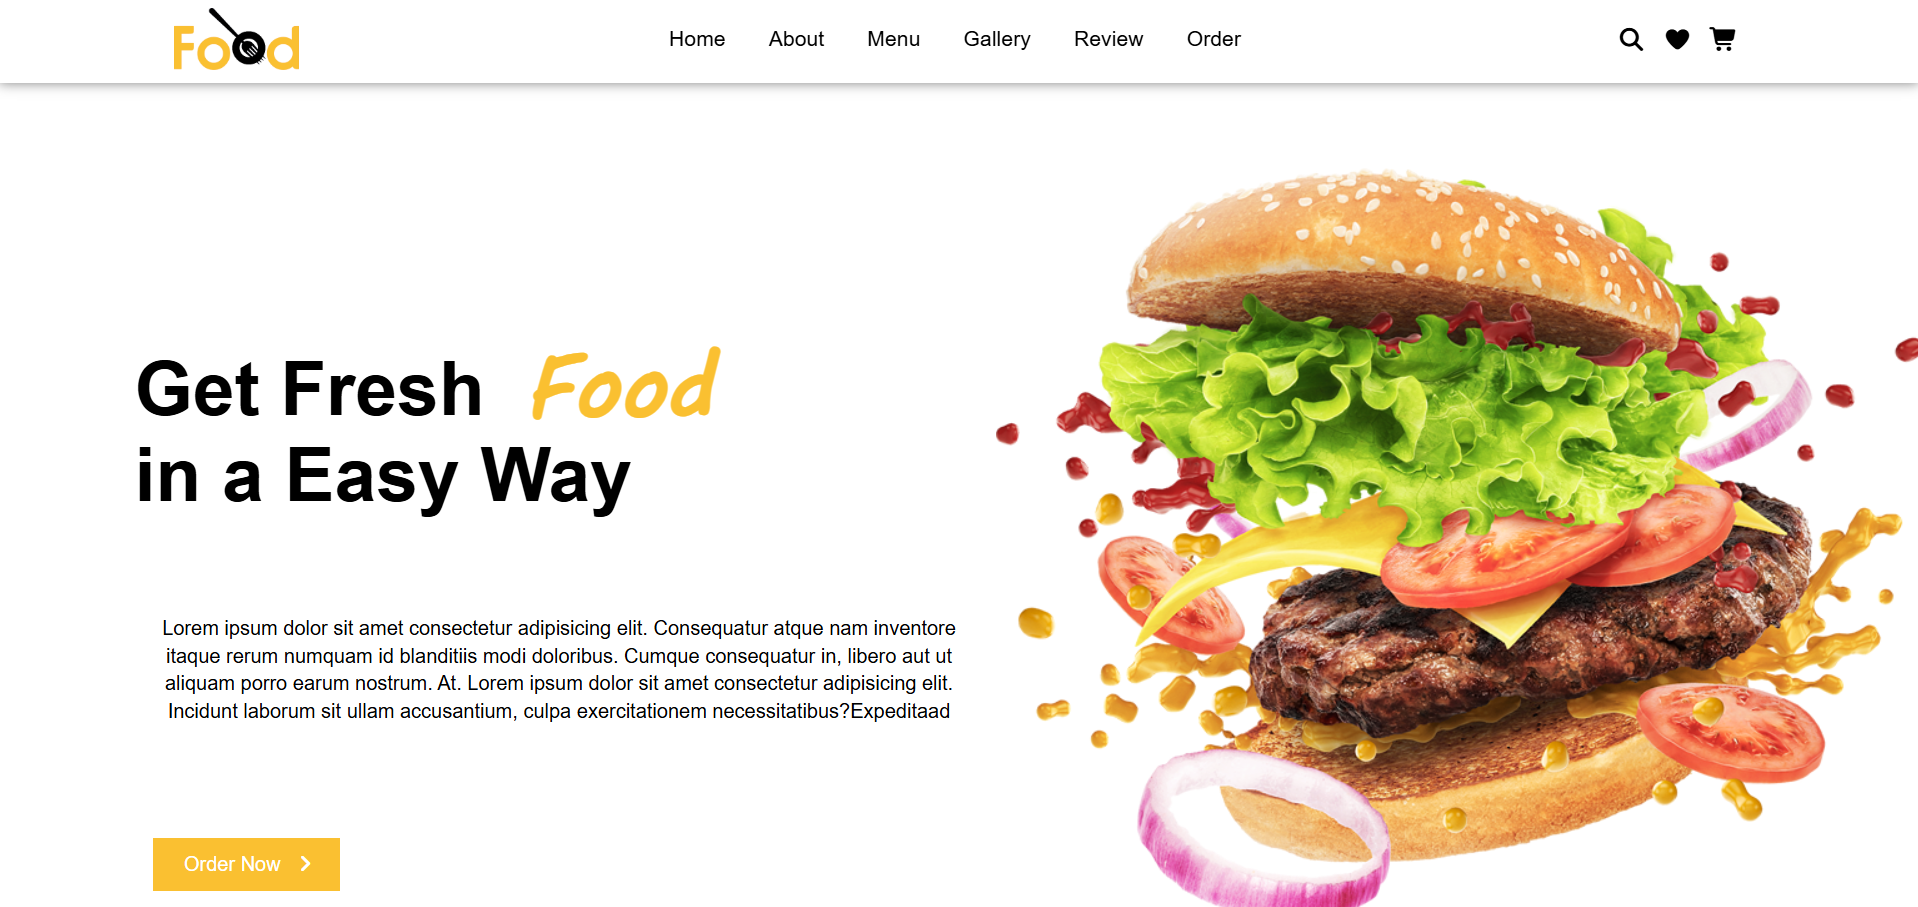 Food
Home About Menu Gallery Review Order
Get Fresh Food
in a Easy Way
Lorem ipsum dolor sit amet consectetur adipisicing elit. Consequatur atque nam inventore
itaque rerum numquam id blanditiis modi doloribus. Cumque consequatur in, libero aut ut
aliquam porro earum nostrum. At. Lorem ipsum dolor sit amet consectetur adipisicing elit.
Incidunt laborum sit ullam accusantium, culpa exercitationem necessitatibus?Expeditaad
Order Now